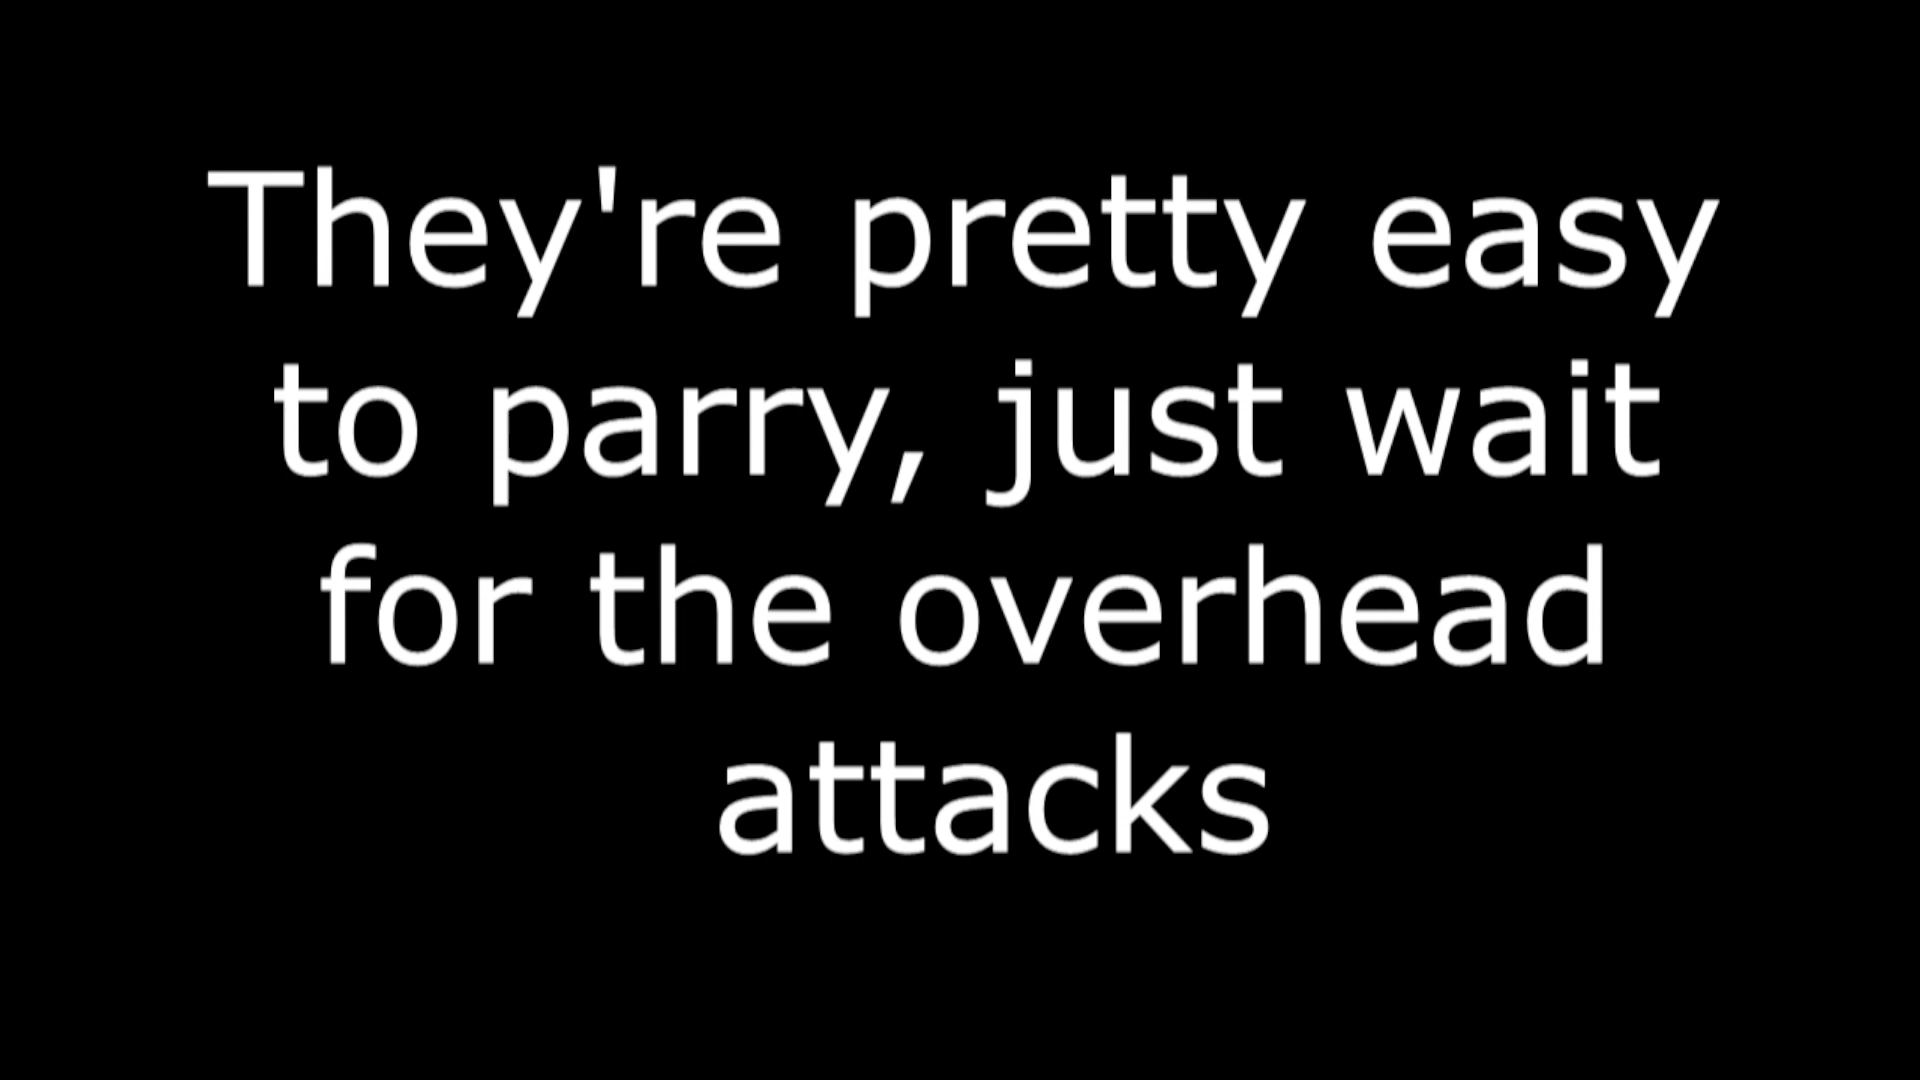 They're pretty easy
to parry, just wait
for the overhead
attacks